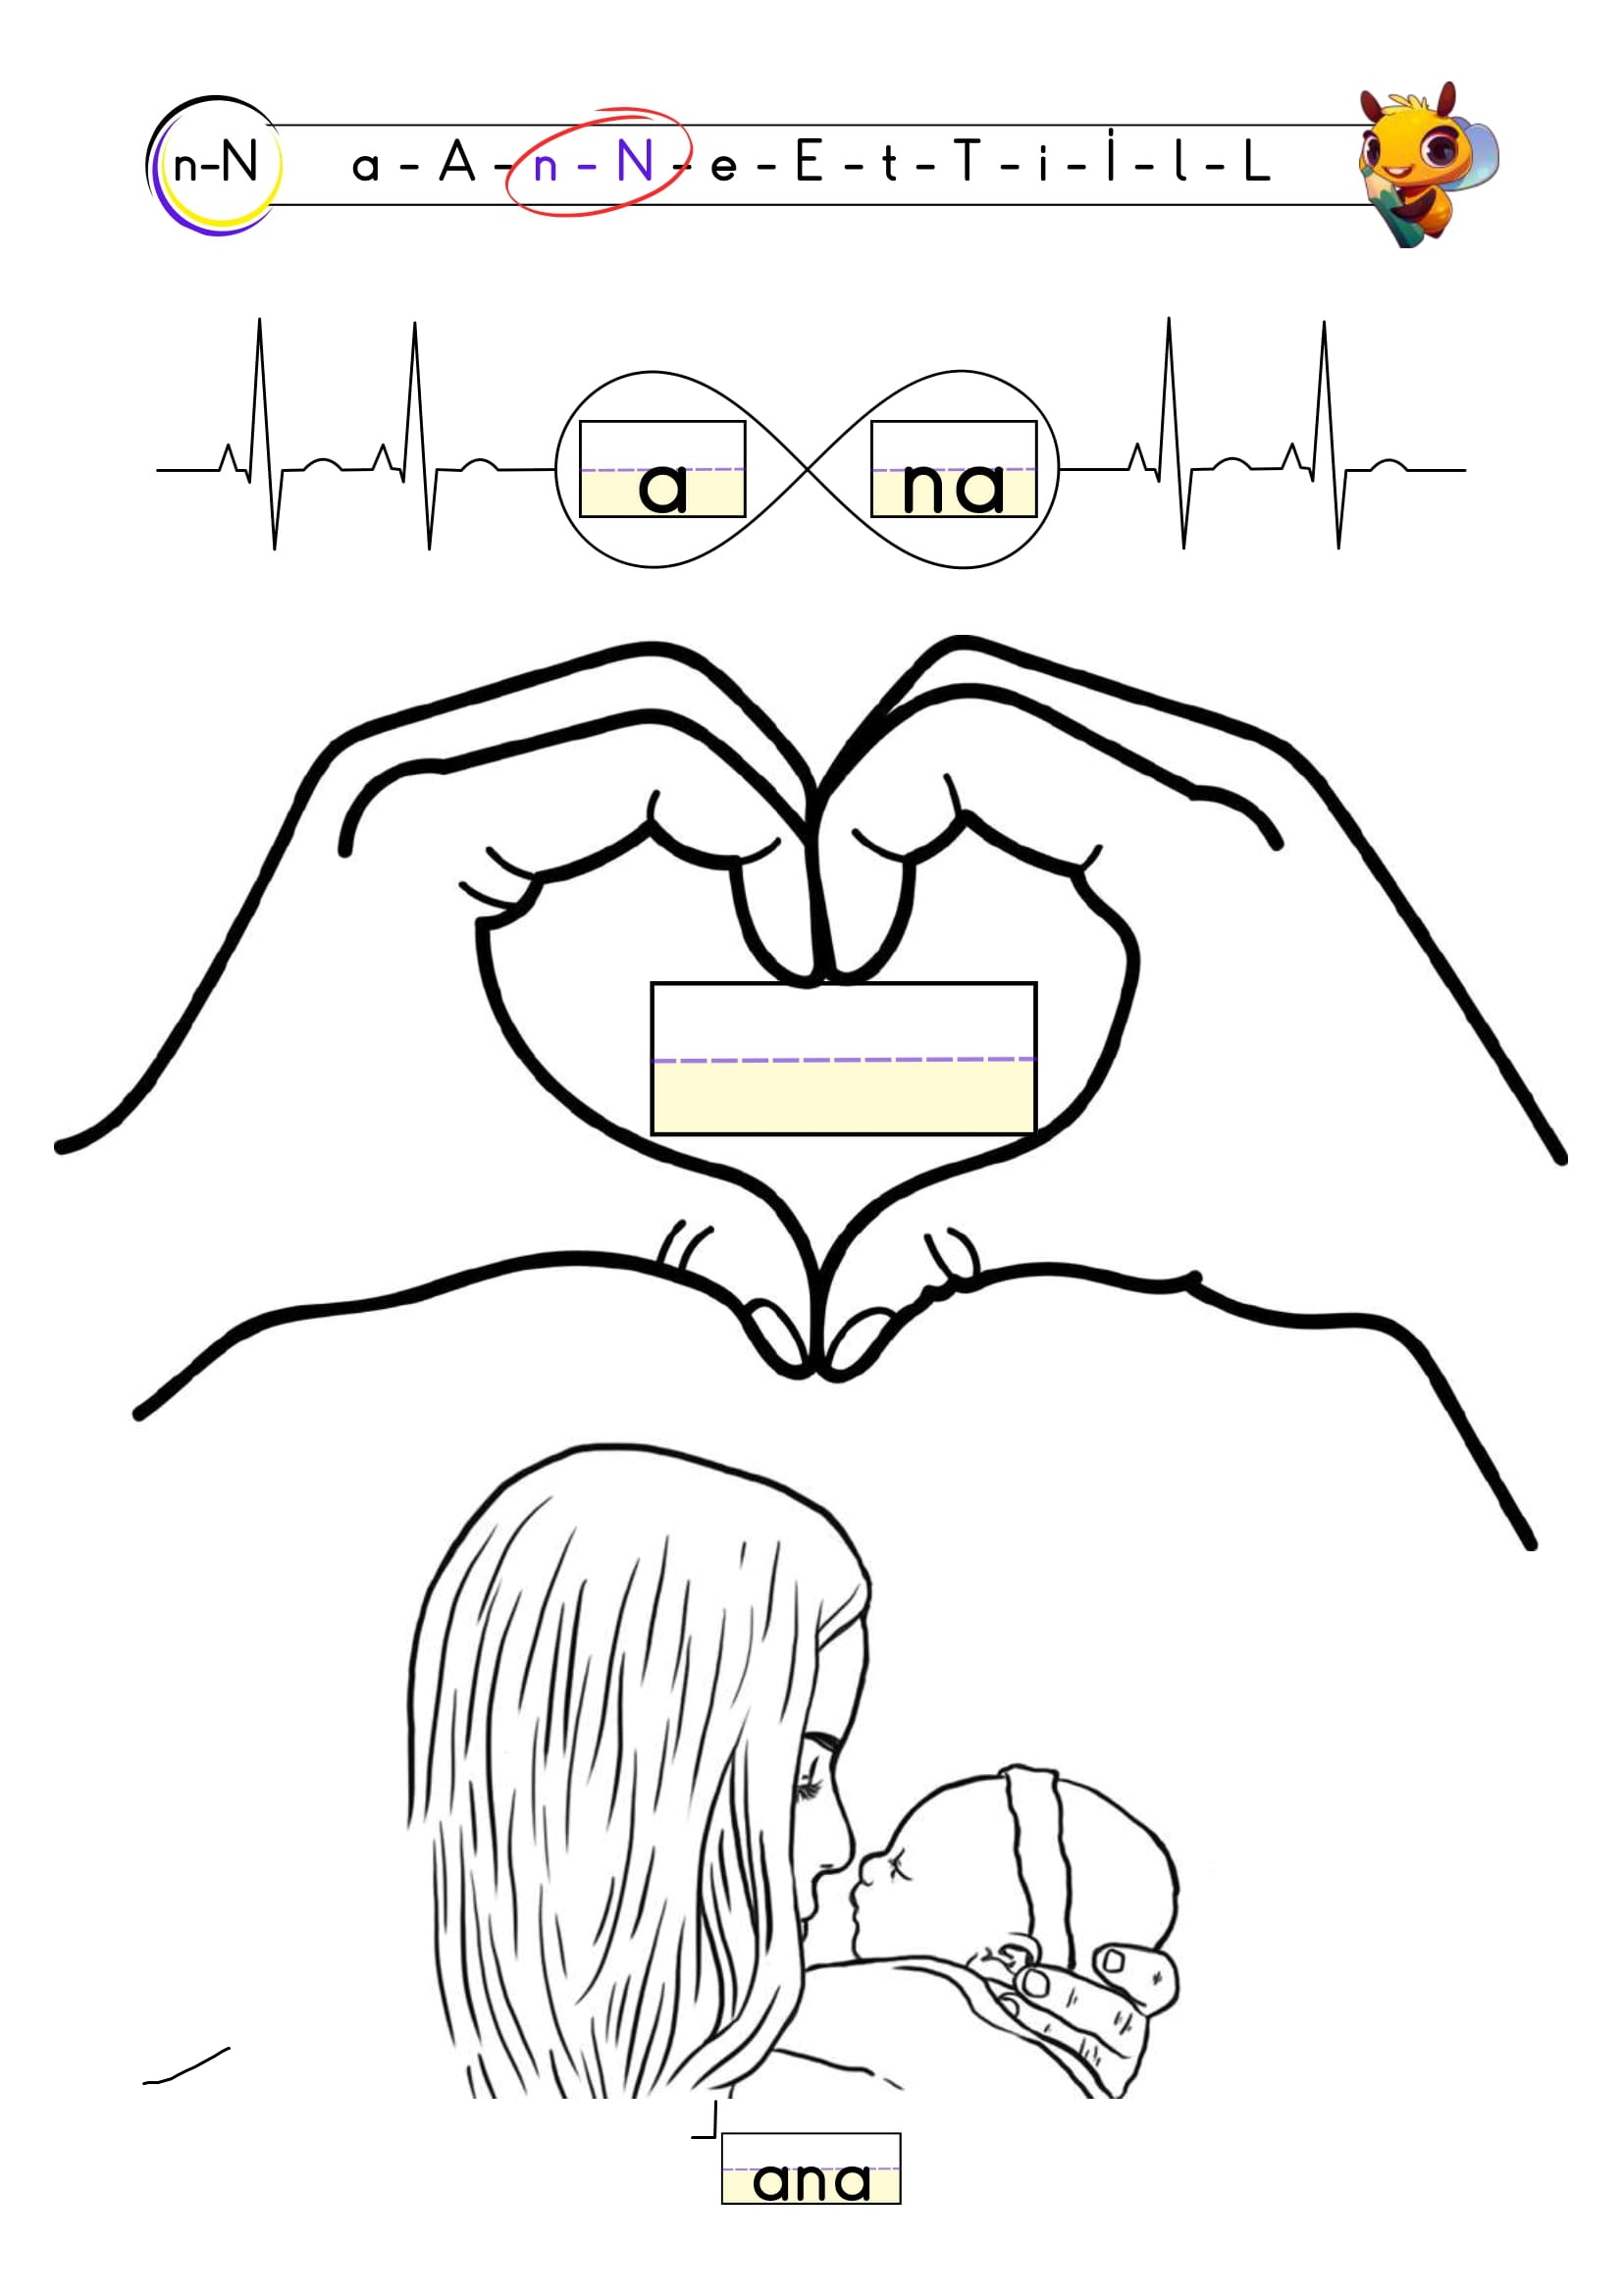 n-N
a - A - n - N - e - E - t - T - i - İ - l - L
a na
ana